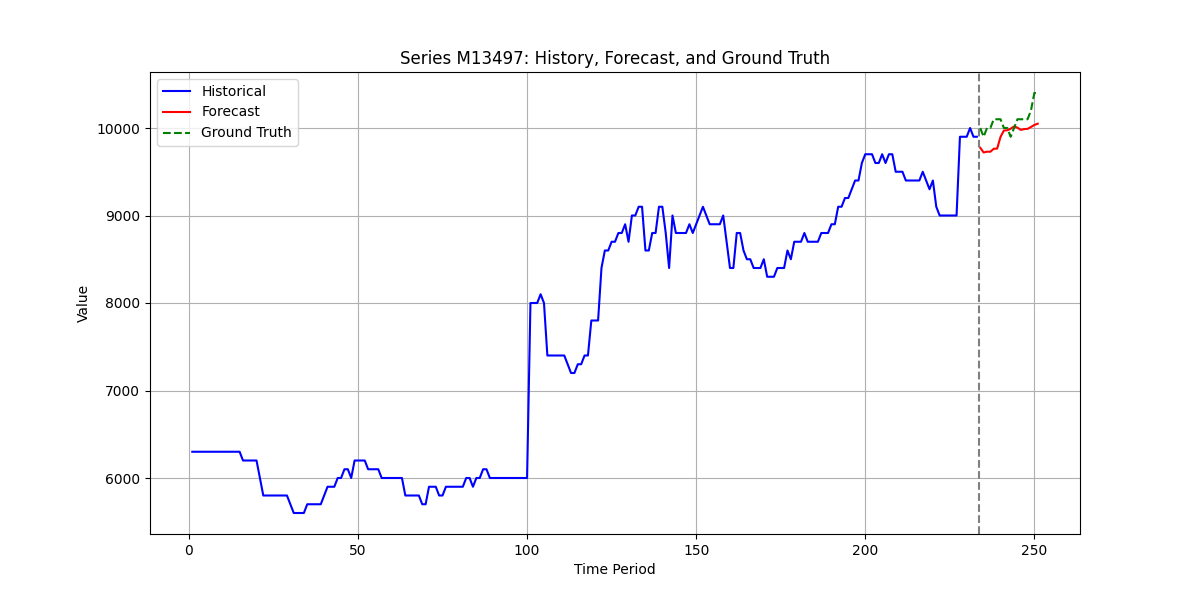 Series M13497: History, Forecast, and Ground Truth
Historical
Forecast
Ground Truth
10000
9000
8000
7000
6000
Value
0
50
100
150
200
250
Time Period